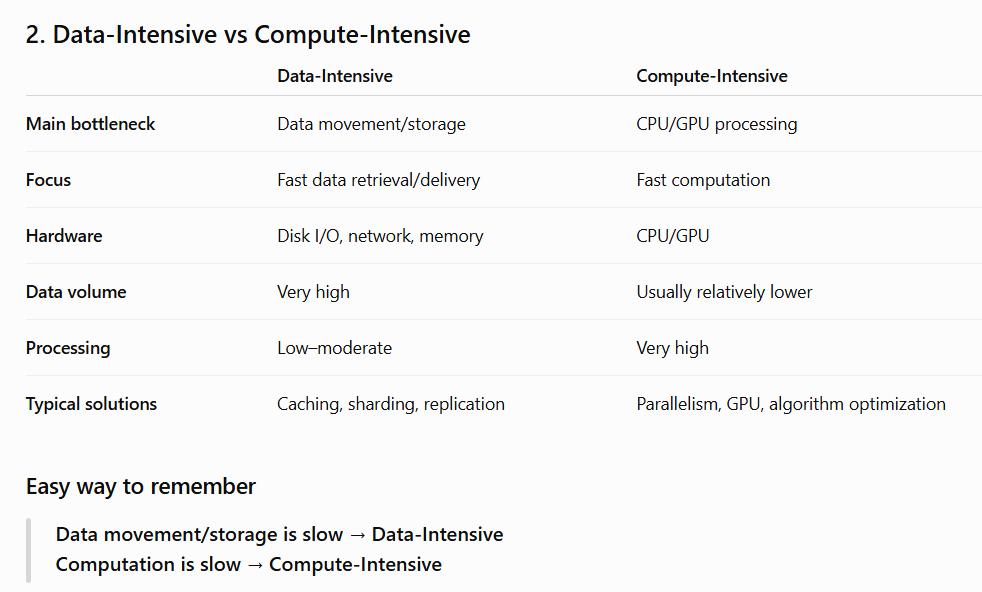 2. Data-Intensive vs Compute-Intensive
Data-Intensive Compute-Intensive
Main bottleneck Data movement/storage CPU/GPU processing
Focus Fast data retrieval/delivery Fast computation
Hardware Disk I/O, network, memory CPU/GPU
Data volume Very high Usually relatively lower
Processing Low–moderate Very high
Typical solutions Caching, sharding, replication Parallelism, GPU, algorithm optimization
Easy way to remember
Data movement/storage is slow → Data-Intensive
Computation is slow → Compute-Intensive